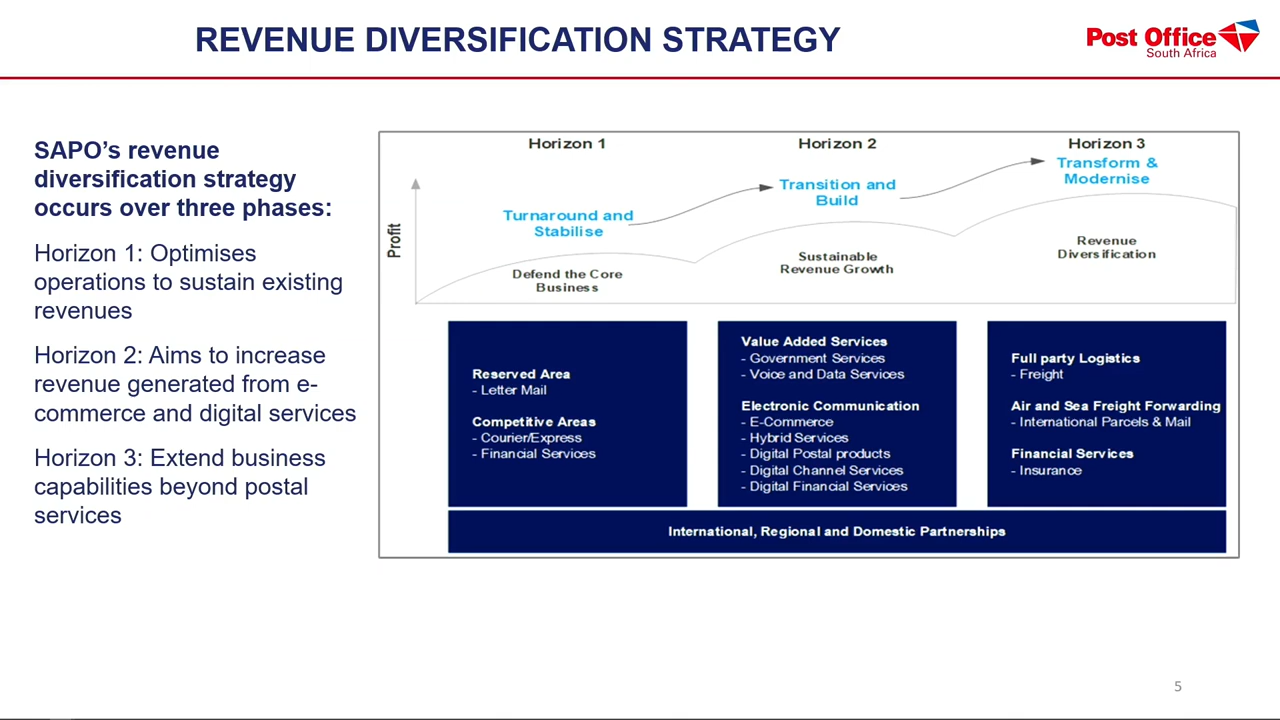 REVENUE DIVERSIFICATION STRATEGY
Post Office
South Africa
SAPO’s revenue
diversification strategy
occurs over three phases:
Horizon 1: Optimises
operations to sustain existing
revenues
Horizon 2: Aims to increase
revenue generated from e-
commerce and digital services
Horizon 3: Extend business
capabilities beyond postal
services
Profit
Horizon 1
Turnaround and
Stabilise
Defend the Core
Business
Horizon 2
Transition and
Build
Sustainable
Revenue Growth
Horizon 3
Transform &
Modernise
Revenue
Diversification
Reserved Area
- Letter Mail
Competitive Areas
- Courier/Express
- Financial Services
Value Added Services
- Government Services
- Voice and Data Services
Electronic Communication
- E-Commerce
- Hybrid Services
- Digital Postal products
- Digital Channel Services
- Digital Financial Services
Full party Logistics
- Freight
Air and Sea Freight Forwarding
- International Parcels & Mail
Financial Services
- Insurance
International, Regional and Domestic Partnerships
5